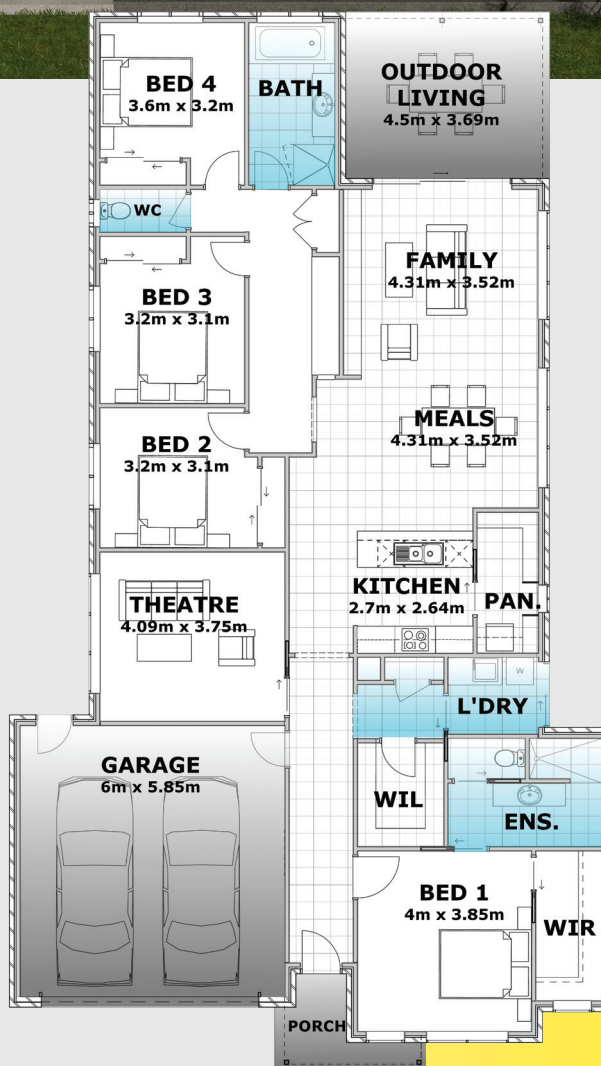 BED 4
3.6m x 3.2m
BATH
OUTDOOR
LIVING
4.5m x 3.69m
WC
FAMILY
4.31m x 3.52m
BED 3
3.2m x 3.1m
MEALS
4.31m x 3.52m
BED 2
3.2m x 3.1m
KITCHEN
2.7m x 2.64m
PAN.
THEATRE
4.09m x 3.75m
W
L'DRY
GARAGE
6m x 5.85m
WIL
ENS.
BED 1
4m x 3.85m
WIR
PORCH